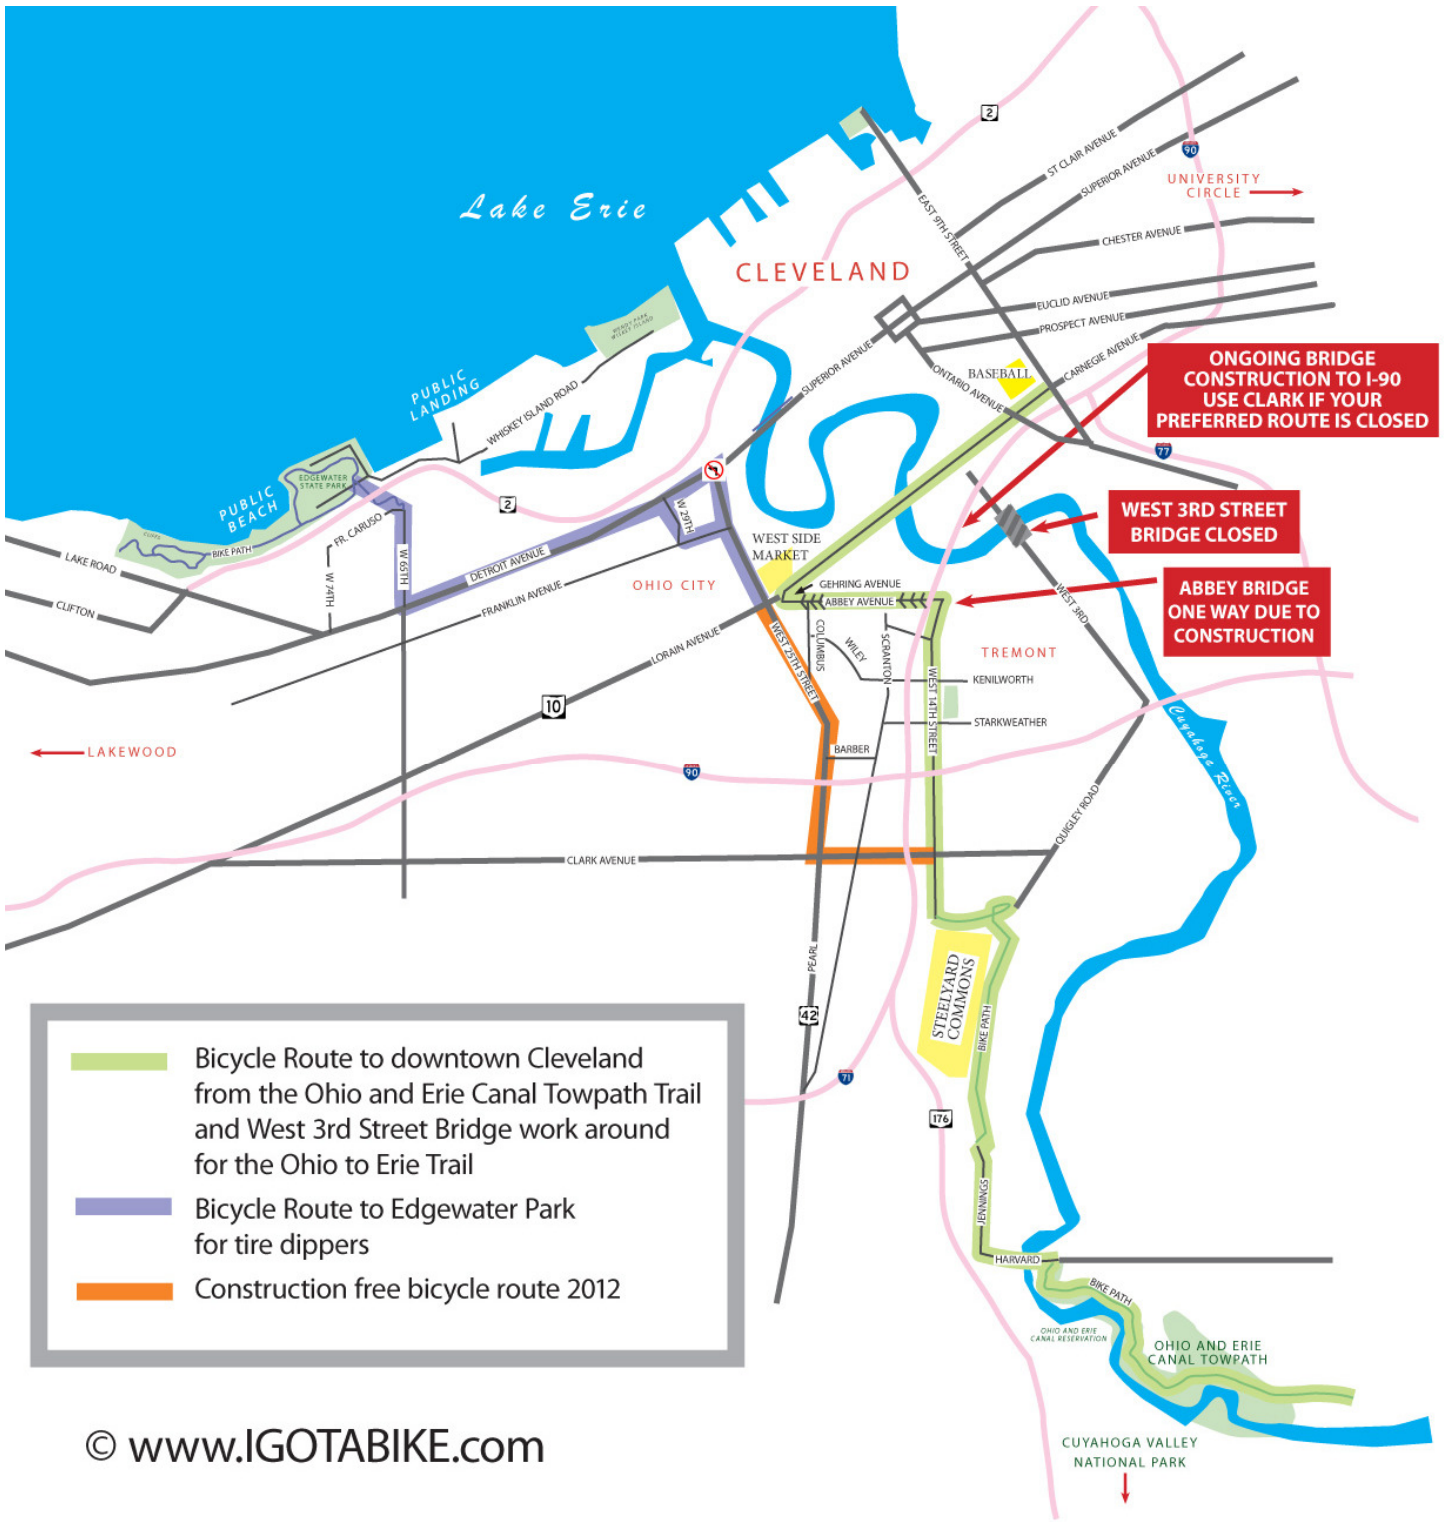 2
90
ST CLAIR AVENUE
SUPERIOR AVENUE
UNIVERSITY
CIRCLE
Lake Erie
EAST 9TH STREET
CHESTER AVENUE
CLEVELAND
EUCLID AVENUE
PROSPECT AVENUE
CARNEGIE AVENUE
WENDY PARK
WISKEY ISLAND
SUPERIOR AVENUE
BASEBALL
ONTARIO AVENUE
ONGOING BRIDGE
CONSTRUCTION TO I-90
USE CLARK IF YOUR
PREFERRED ROUTE IS CLOSED
PUBLIC
LANDING
WHISKEY ISLAND ROAD
77
EDGEWATER
STATE PARK
PUBLIC
BEACH
2
CLIFFS
BIKE PATH
FR. CARUSO
W 29TH
WEST SIDE
MARKET
WEST 3RD STREET
BRIDGE CLOSED
LAKE ROAD
CLIFTON
W 74TH
W 65TH
DETROIT AVENUE
FRANKLIN AVENUE
OHIO CITY
GEHRING AVENUE
ABBEY AVENUE
WEST 3RD
ABBEY BRIDGE
ONE WAY DUE TO
CONSTRUCTION
LORAIN AVENUE
WEST 25TH STREET
COLUMBUS
WILEY
SCRANTON
TREMONT
KENILWORTH
WEST 14TH STREET
STARKWEATHER
10
LAKEWOOD
BARBER
90
Cuyahoga River
QUIGLEY ROAD
CLARK AVENUE
PEARL
STEELYARD
COMMONS
BIKE PATH
42
71
176
Bicycle Route to downtown Cleveland
from the Ohio and Erie Canal Towpath Trail
and West 3rd Street Bridge work around
for the Ohio to Erie Trail
Bicycle Route to Edgewater Park
for tire dippers
Construction free bicycle route 2012
JENNINGS
HARVARD
BIKE PATH
OHIO AND ERIE
CANAL RESERVATION
OHIO AND ERIE
CANAL TOWPATH
CUYAHOGA VALLEY
NATIONAL PARK
© www.IGOTABIKE.com